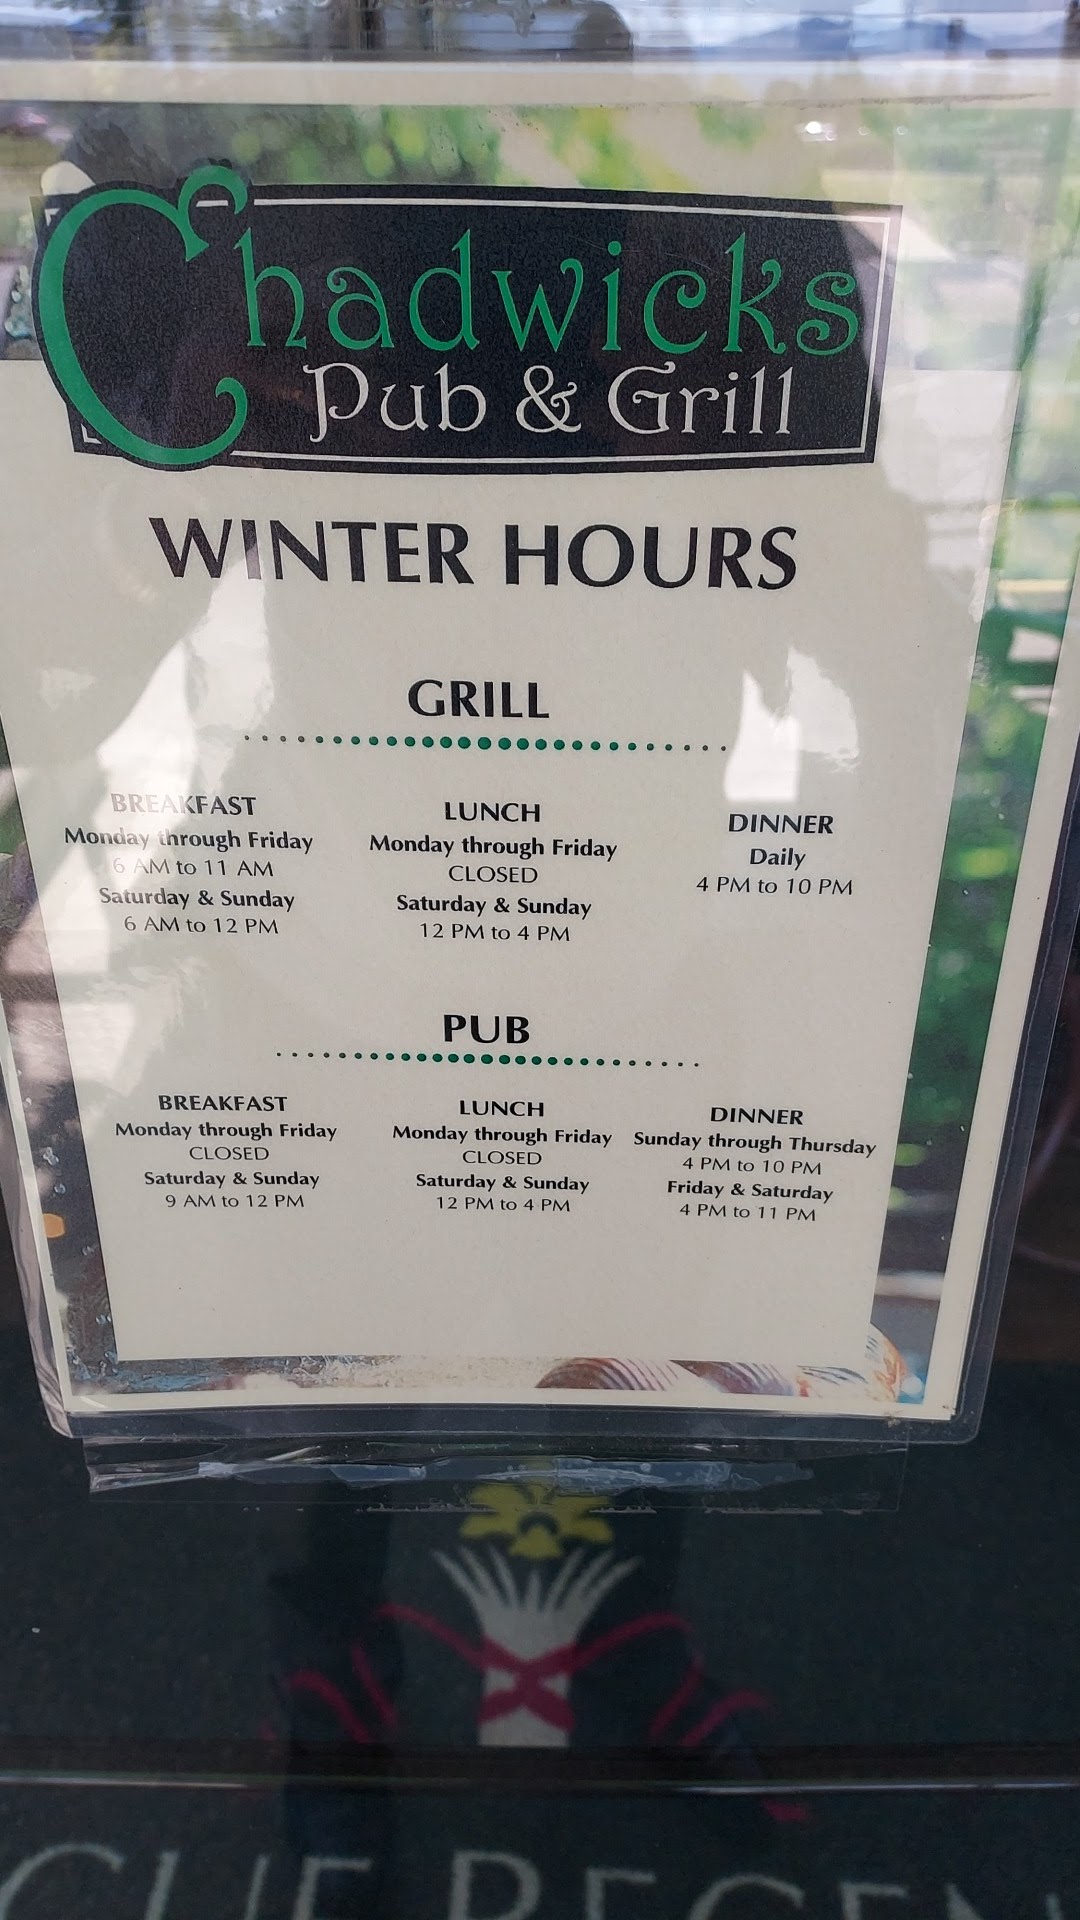 Chadwicks
Pub & Grill
WINTER HOURS
GRILL
BREAKFAST
Monday through Friday
6 AM to 11 AM
Saturday & Sunday
6 AM to 12 PM
LUNCH
Monday through Friday
CLOSED
Saturday & Sunday
12 PM to 4 PM
DINNER
Daily
4 PM to 10 PM
PUB
BREAKFAST
Monday through Friday
CLOSED
Saturday & Sunday
9 AM to 12 PM
LUNCH
Monday through Friday
CLOSED
Saturday & Sunday
12 PM to 4 PM
DINNER
Sunday through Thursday
4 PM to 10 PM
Friday & Saturday
4 PM to 11 PM